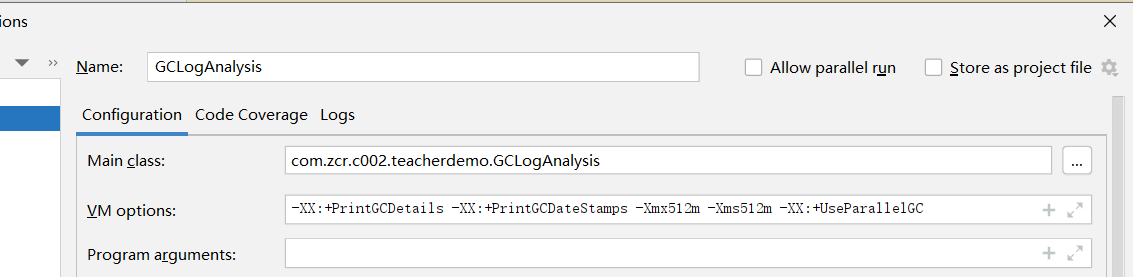 ions
Name: GCLogAnalysis Allow parallel run Store as project file
Configuration Code Coverage Logs
Main class: com.zcr.c002.teacherdemo.GCLogAnalysis ...
VM options: -XX:+PrintGCDetails -XX:+PrintGCDateStamps -Xmx512m -Xms512m -XX:+UseParallelGC
Program arguments: